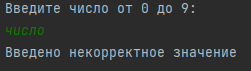 Введите число от 0 до 9:
число
Введено некорректное значение